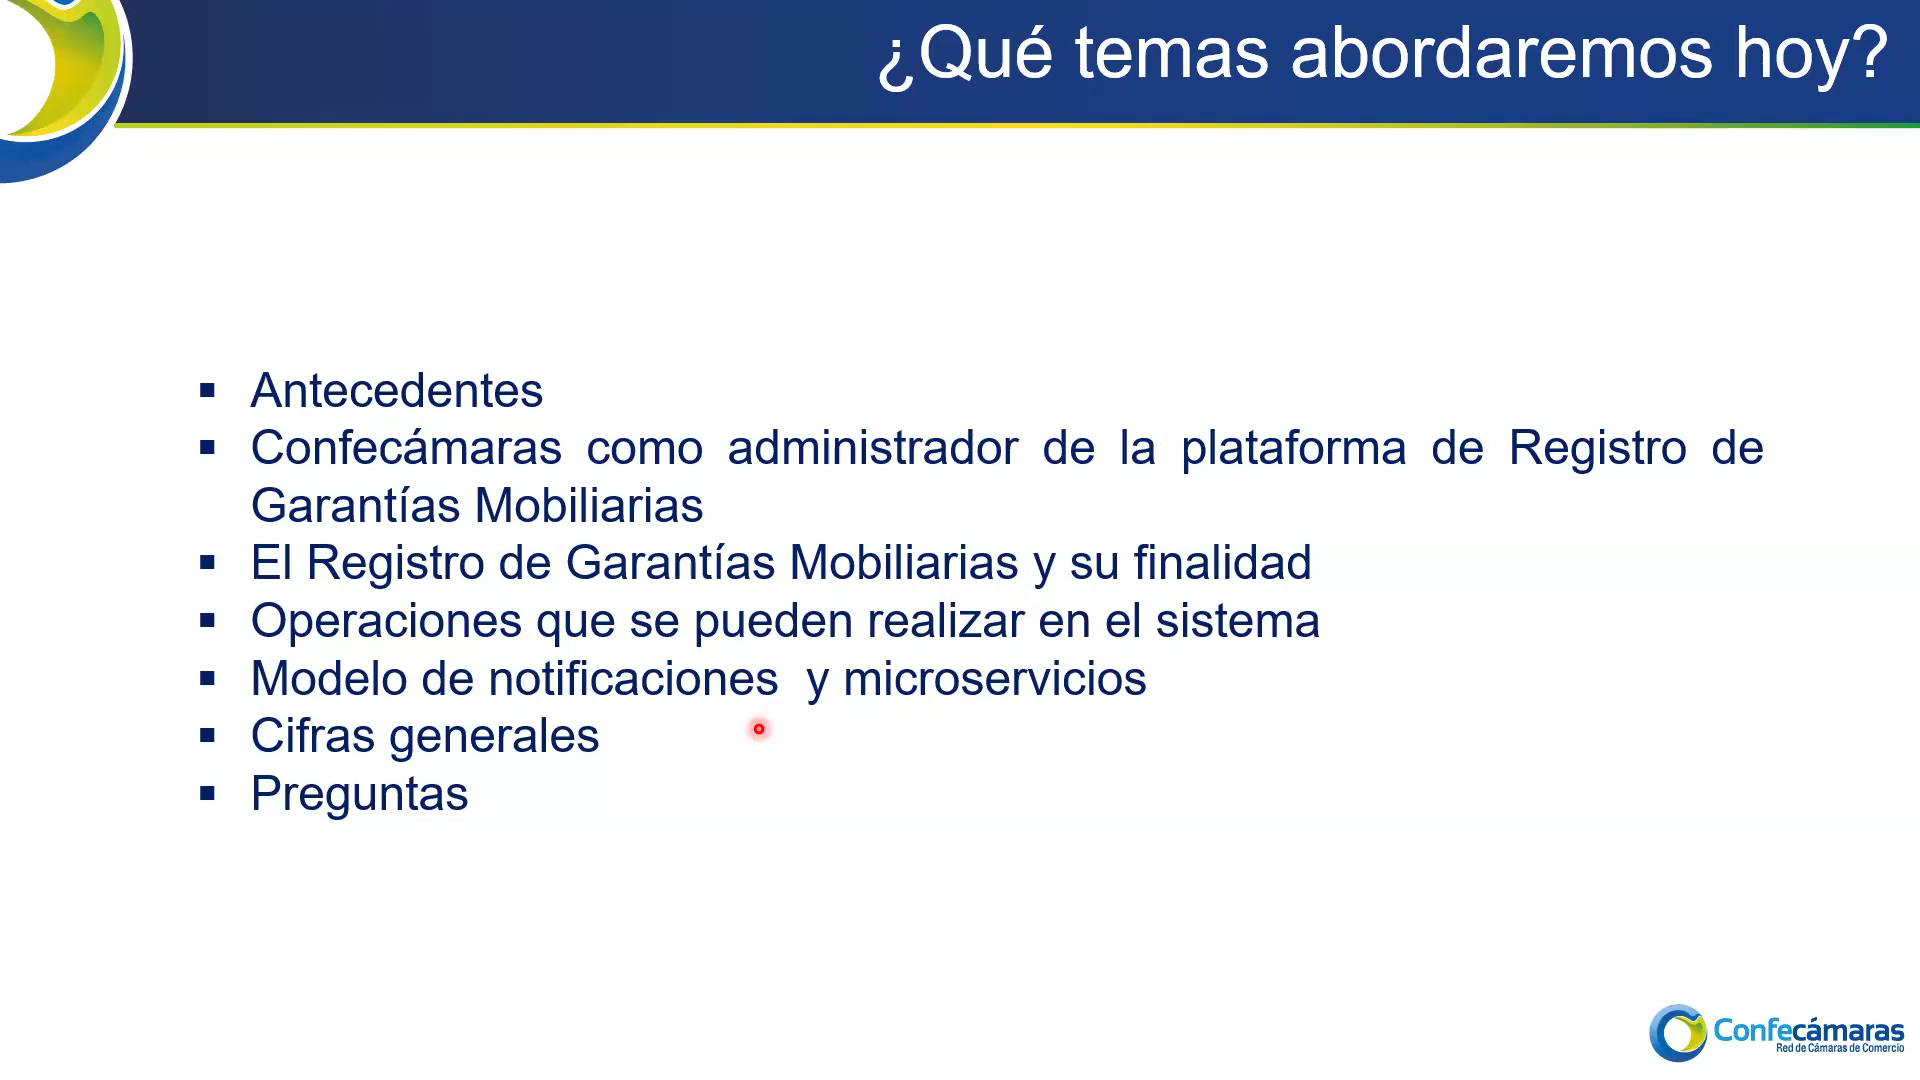 ¿Qué temas abordaremos hoy?
▪ Antecedentes
▪ Confecámaras como administrador de la plataforma de Registro de
Garantías Mobiliarias
▪ El Registro de Garantías Mobiliarias y su finalidad
▪ Operaciones que se pueden realizar en el sistema
▪ Modelo de notificaciones  y microservicios
▪ Cifras generales
▪ Preguntas
Confecámaras
Red de Cámaras de Comercio